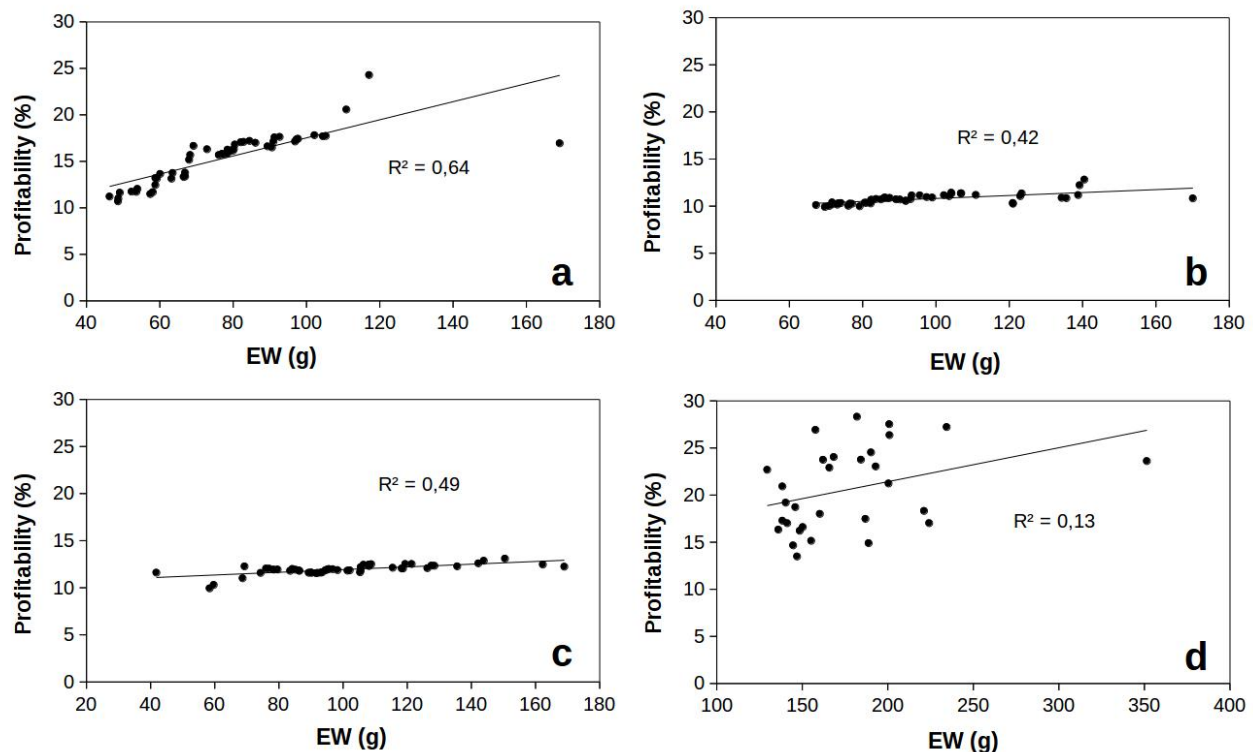 30
25
20
15
10
5
0
Profitability (%)
R² = 0,64
a
40 60 80 100 120 140 160 180
EW (g)
30
25
20
15
10
5
0
Profitability (%)
R² = 0,42
b
40 60 80 100 120 140 160 180
EW (g)
30
25
20
15
10
5
0
Profitability (%)
R² = 0,49
c
20 40 60 80 100 120 140 160 180
EW (g)
30
25
20
15
10
5
0
Profitability (%)
R² = 0,13
d
100 150 200 250 300 350 400
EW (g)